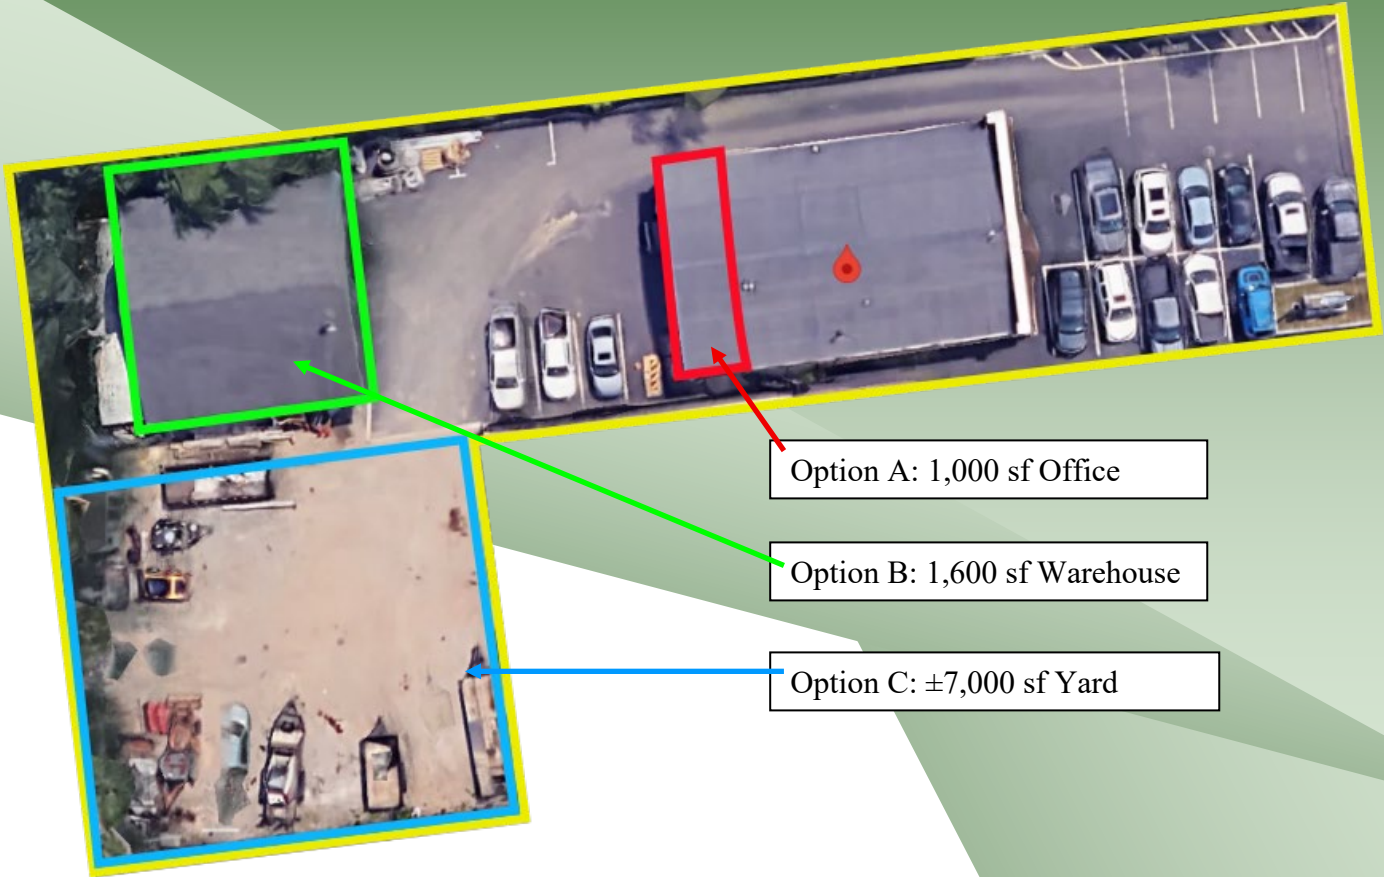 Option A: 1,000 sf Office
Option B: 1,600 sf Warehouse
Option C: ±7,000 sf Yard